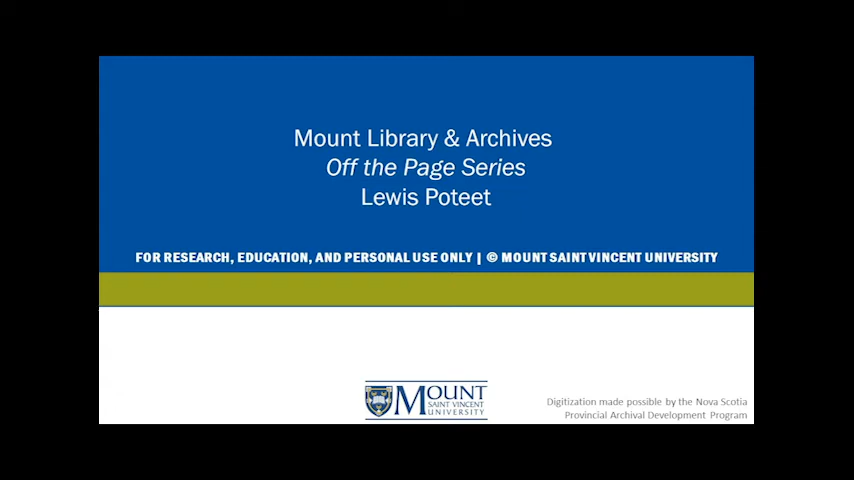 Mount Library & Archives
Off the Page Series
Lewis Poteet
FOR RESEARCH, EDUCATION, AND PERSONAL USE ONLY | © MOUNT SAINT VINCENT UNIVERSITY
MOUNT
SAINT VINCENT
UNIVERSITY
Digitization made possible by the Nova Scotia
Provincial Archival Development Program